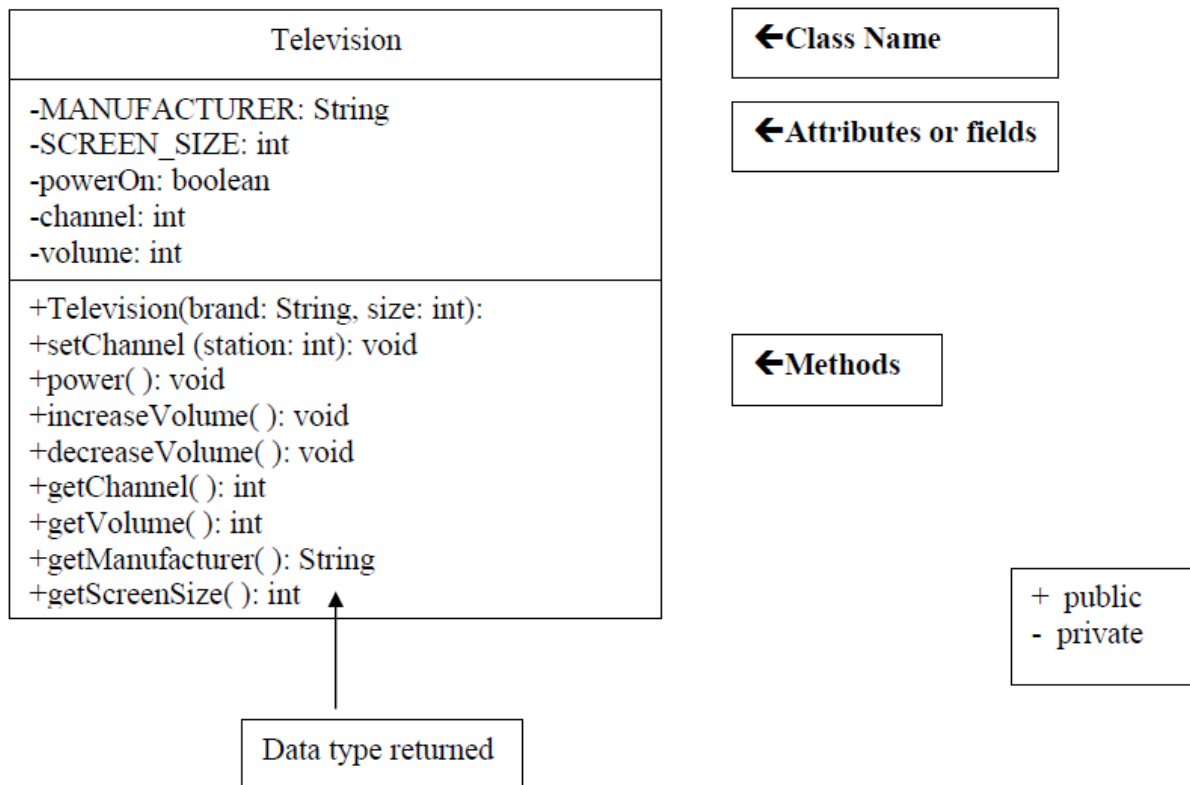 Television
-MANUFACTURER: String
-SCREEN_SIZE: int
-powerOn: boolean
-channel: int
-volume: int
+Television(brand: String, size: int):
+setChannel (station: int): void
+power( ): void
+increaseVolume( ): void
+decreaseVolume( ): void
+getChannel( ): int
+getVolume( ): int
+getManufacturer( ): String
+getScreenSize( ): int
Data type returned
←Class Name
←Attributes or fields
←Methods
+ public
- private